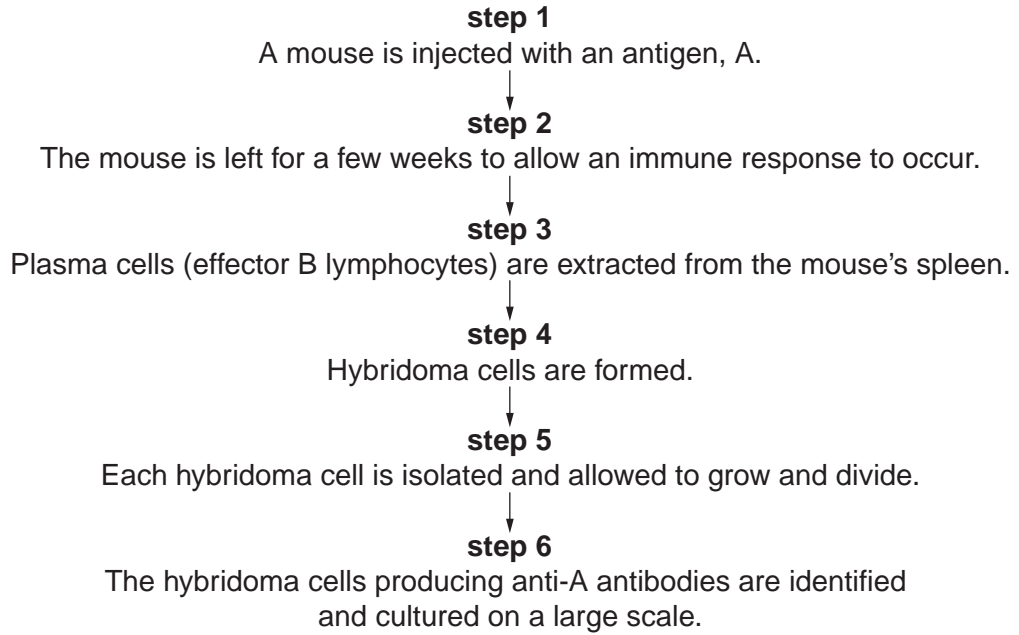 step 1
A mouse is injected with an antigen, A.
step 2
The mouse is left for a few weeks to allow an immune response to occur.
step 3
Plasma cells (effector B lymphocytes) are extracted from the mouse’s spleen.
step 4
Hybridoma cells are formed.
step 5
Each hybridoma cell is isolated and allowed to grow and divide.
step 6
The hybridoma cells producing anti-A antibodies are identified
and cultured on a large scale.